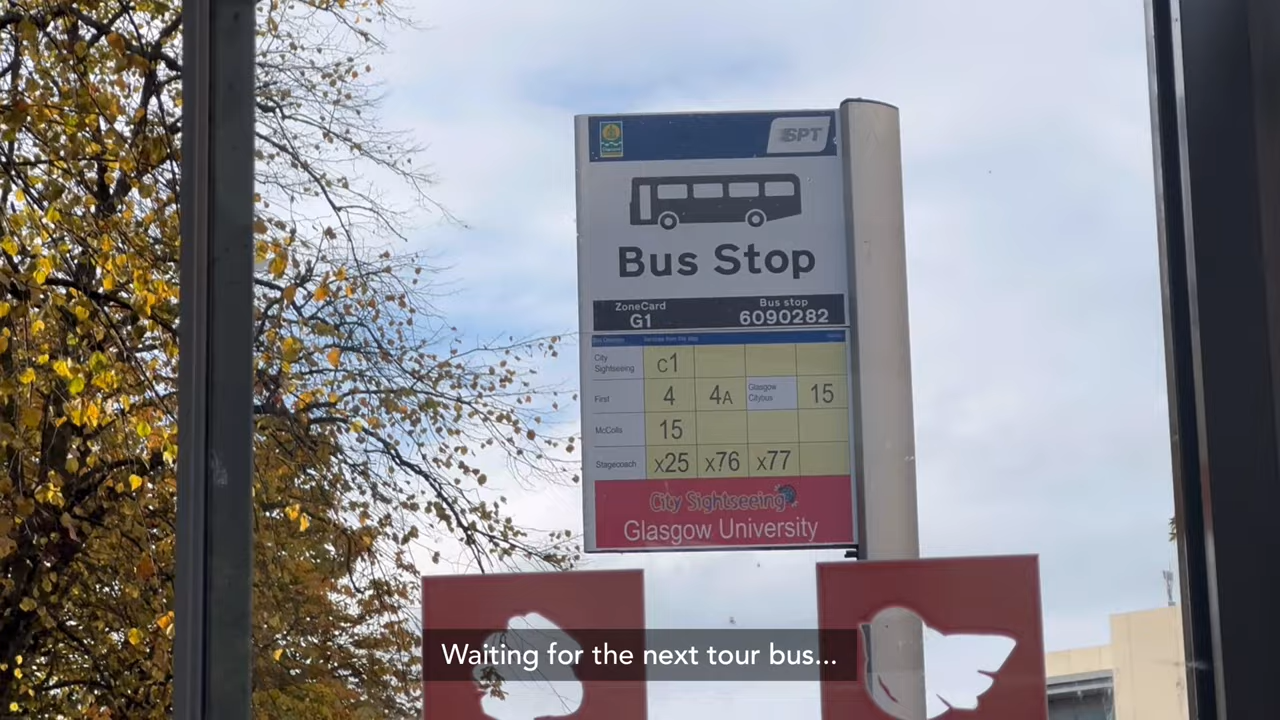 SPT
Bus Stop
ZoneCard Bus stop
G1 6090282
City Sightseeing c1
First 4 4A Glasgow Citybus 15
McColls 15
Stagecoach x25 x76 x77
City Sightseeing
Glasgow University
Waiting for the next tour bus...